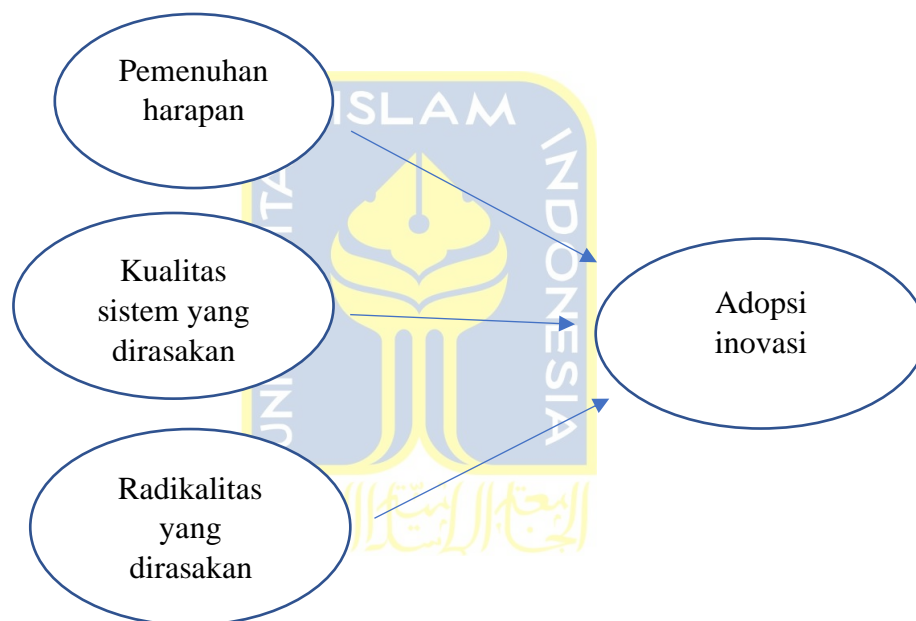 Pemenuhan
harapan
Kualitas
sistem yang
dirasakan
Radikalitas
yang
dirasakan
Adopsi
inovasi
ISLAM
INDONESIA